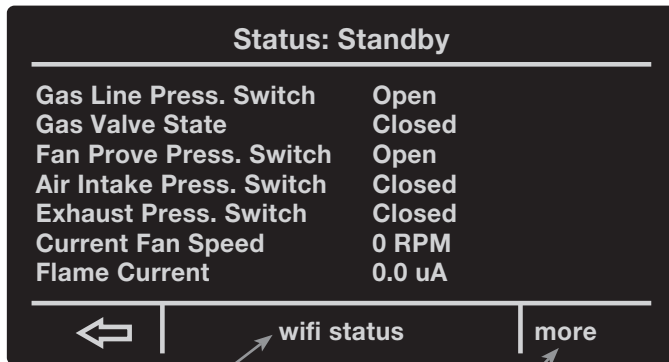 Status: Standby
Gas Line Press. Switch Open
Gas Valve State Closed
Fan Prove Press. Switch Open
Air Intake Press. Switch Closed
Exhaust Press. Switch Closed
Current Fan Speed 0 RPM
Flame Current 0.0 uA
wifi status more